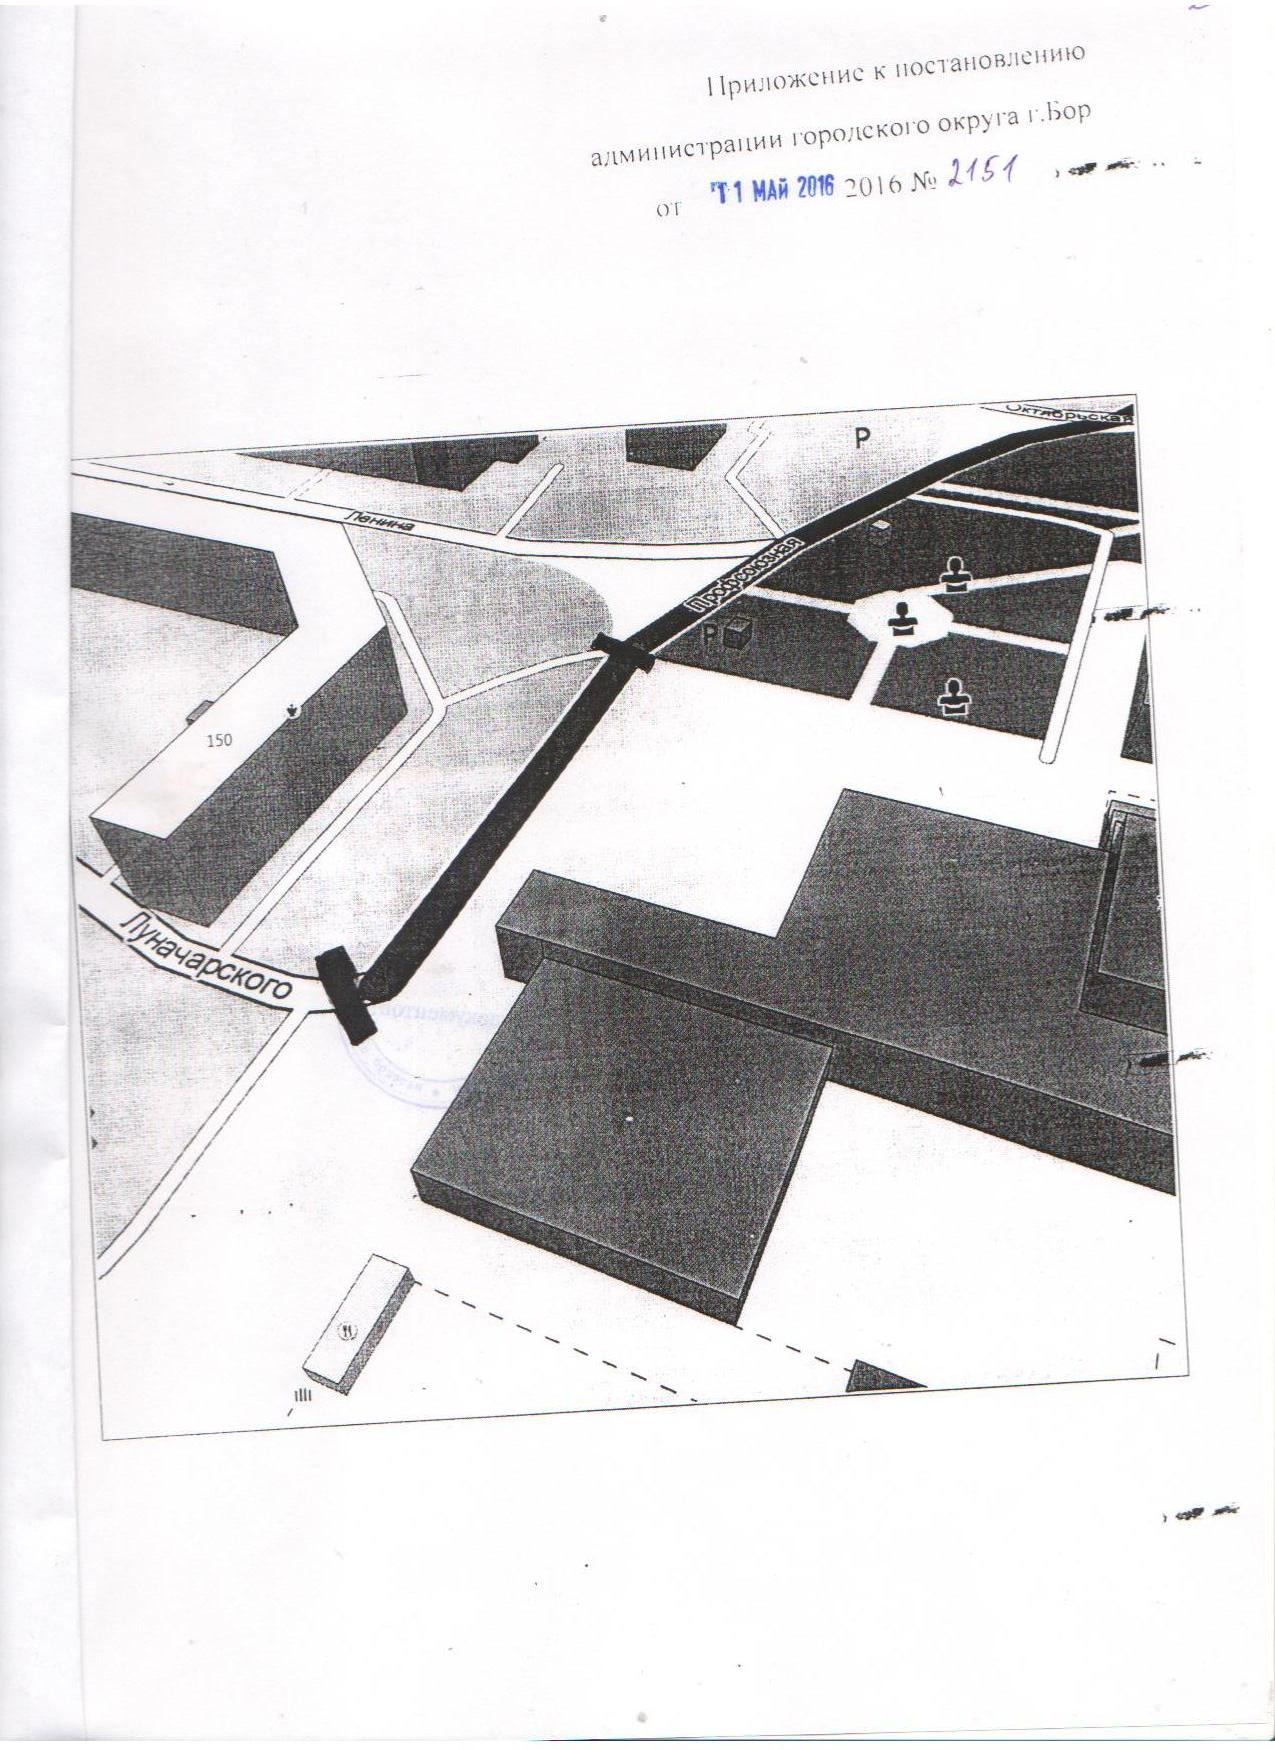 Приложение к постановлению
администрации городского округа г.Бор
от 11 МАЙ 2016 2016 № 2151
Октябрьская
P
Ленина
Профсоюзная
P
150
Луначарского